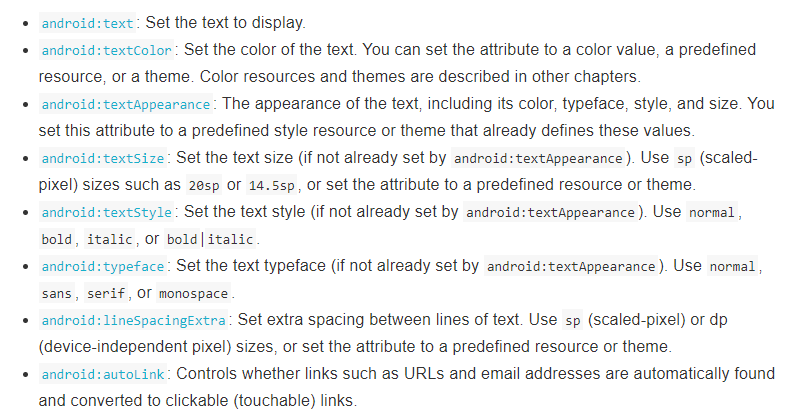 android:text: Set the text to display.
android:textColor: Set the color of the text. You can set the attribute to a color value, a predefined
resource, or a theme. Color resources and themes are described in other chapters.
android:textAppearance: The appearance of the text, including its color, typeface, style, and size. You
set this attribute to a predefined style resource or theme that already defines these values.
android:textSize: Set the text size (if not already set by android:textAppearance). Use sp (scaled-
pixel) sizes such as 20sp or 14.5sp, or set the attribute to a predefined resource or theme.
android:textStyle: Set the text style (if not already set by android:textAppearance). Use normal,
bold, italic, or bold|italic.
android:typeface: Set the text typeface (if not already set by android:textAppearance). Use normal,
sans, serif, or monospace.
android:lineSpacingExtra: Set extra spacing between lines of text. Use sp (scaled-pixel) or dp
(device-independent pixel) sizes, or set the attribute to a predefined resource or theme.
android:autoLink: Controls whether links such as URLs and email addresses are automatically found
and converted to clickable (touchable) links.